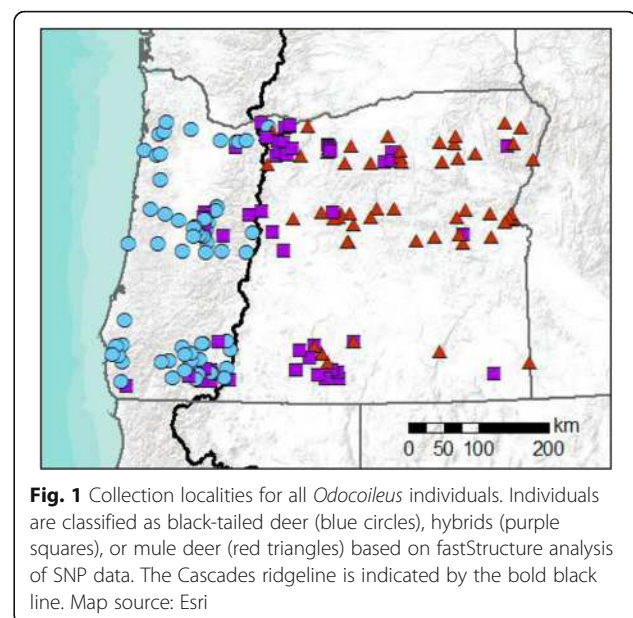 km
0 50 100 200
Fig. 1 Collection localities for all Odocoileus individuals. Individuals
are classified as black-tailed deer (blue circles), hybrids (purple
squares), or mule deer (red triangles) based on fastStructure analysis
of SNP data. The Cascades ridgeline is indicated by the bold black
line. Map source: Esri